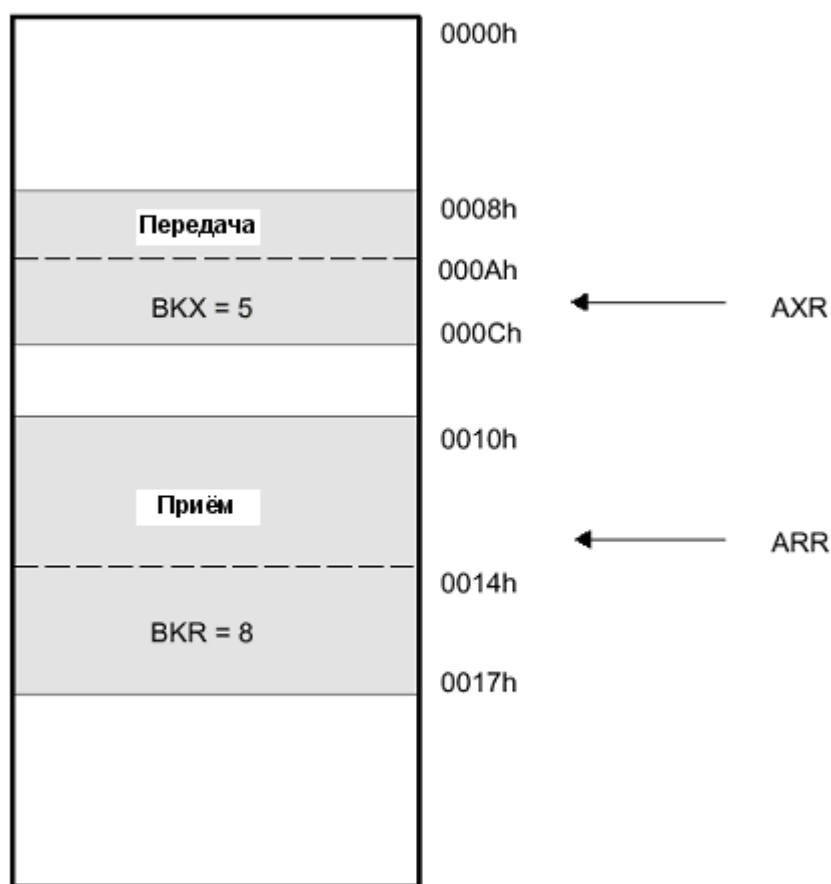 0000h
Передача
0008h
000Ah
BKX = 5
AXR
000Ch
0010h
Приём
ARR
0014h
BKR = 8
0017h